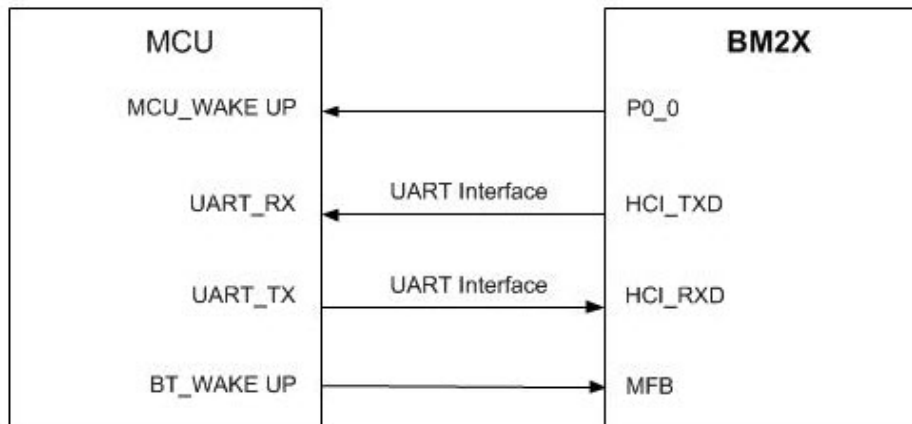 MCU
BM2X
MCU_WAKE UP
P0_0
UART_RX
UART Interface
HCI_TXD
UART_TX
UART Interface
HCI_RXD
BT_WAKE UP
MFB